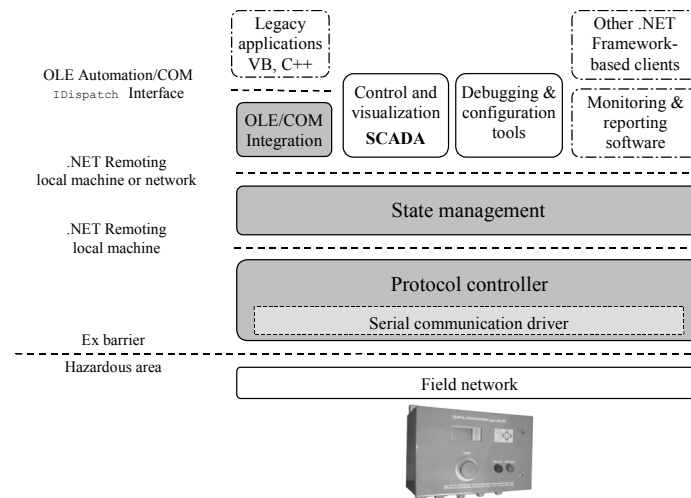 Legacy
applications
VB, C++
Other .NET
Framework-
based clients
OLE Automation/COM
IDispatch Interface
OLE/COM
Integration
Control and
visualization
SCADA
Debugging &
configuration
tools
Monitoring &
reporting
software
.NET Remoting
local machine or network
State management
.NET Remoting
local machine
Protocol controller
Serial communication driver
Ex barrier
Hazardous area
Field network